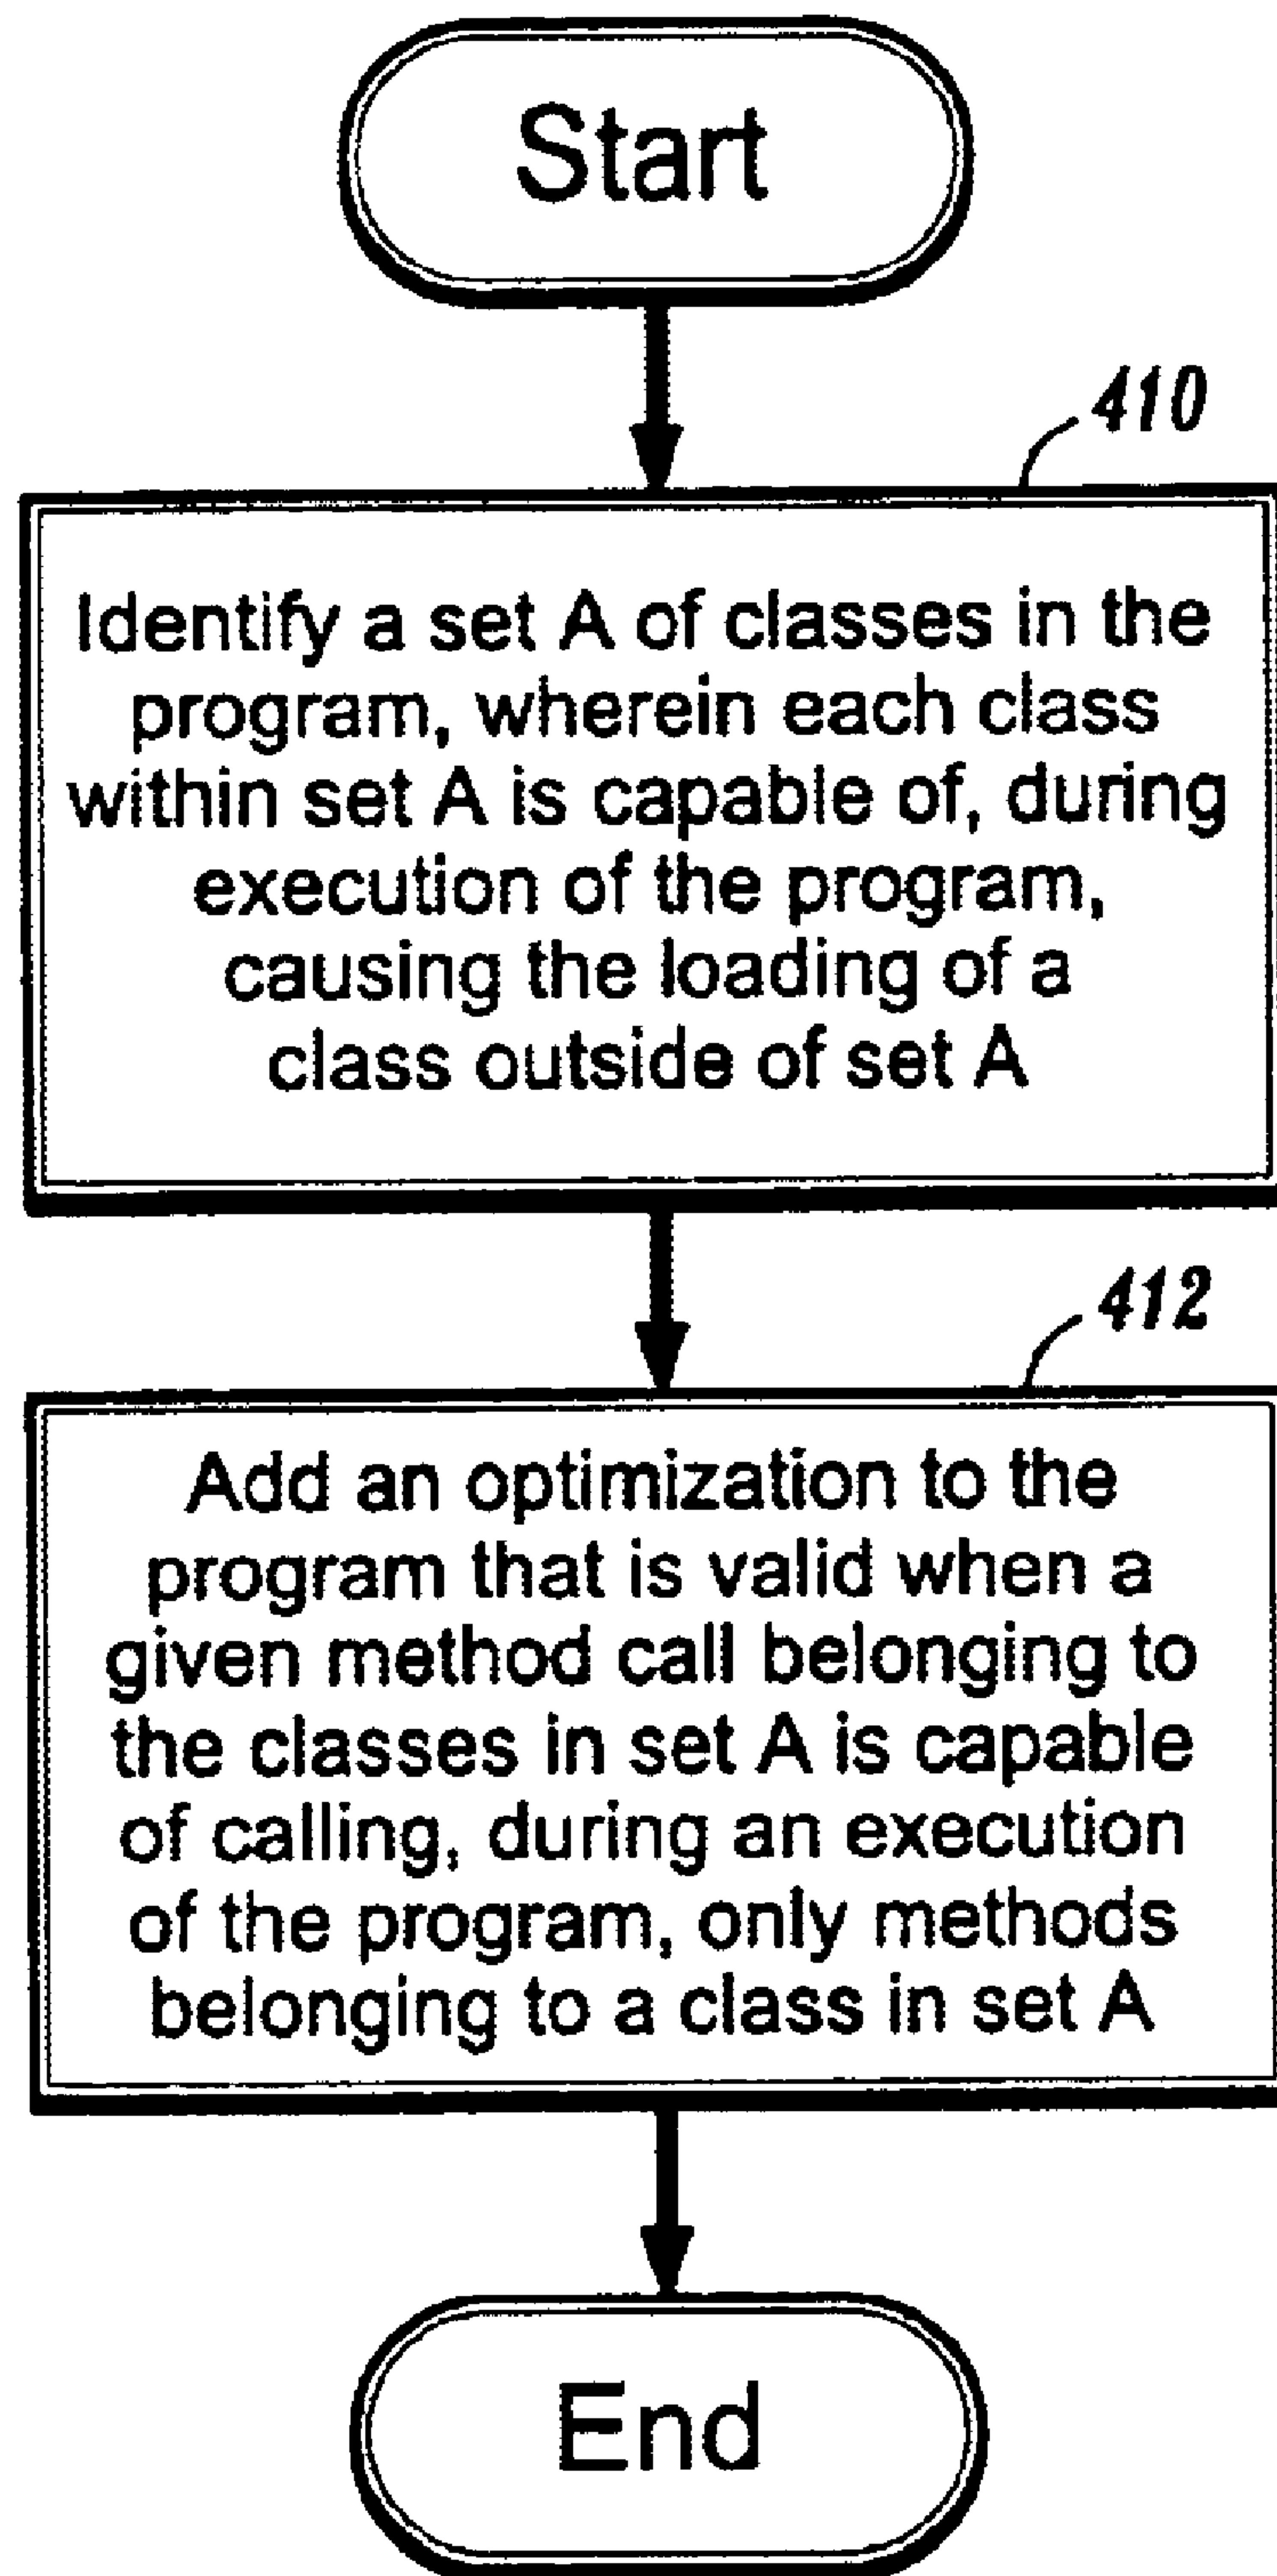 Start
410
Identify a set A of classes in the
program, wherein each class
within set A is capable of, during
execution of the program,
causing the loading of a
class outside of set A
412
Add an optimization to the
program that is valid when a
given method call belonging to
the classes in set A is capable
of calling, during an execution
of the program, only methods
belonging to a class in set A
End